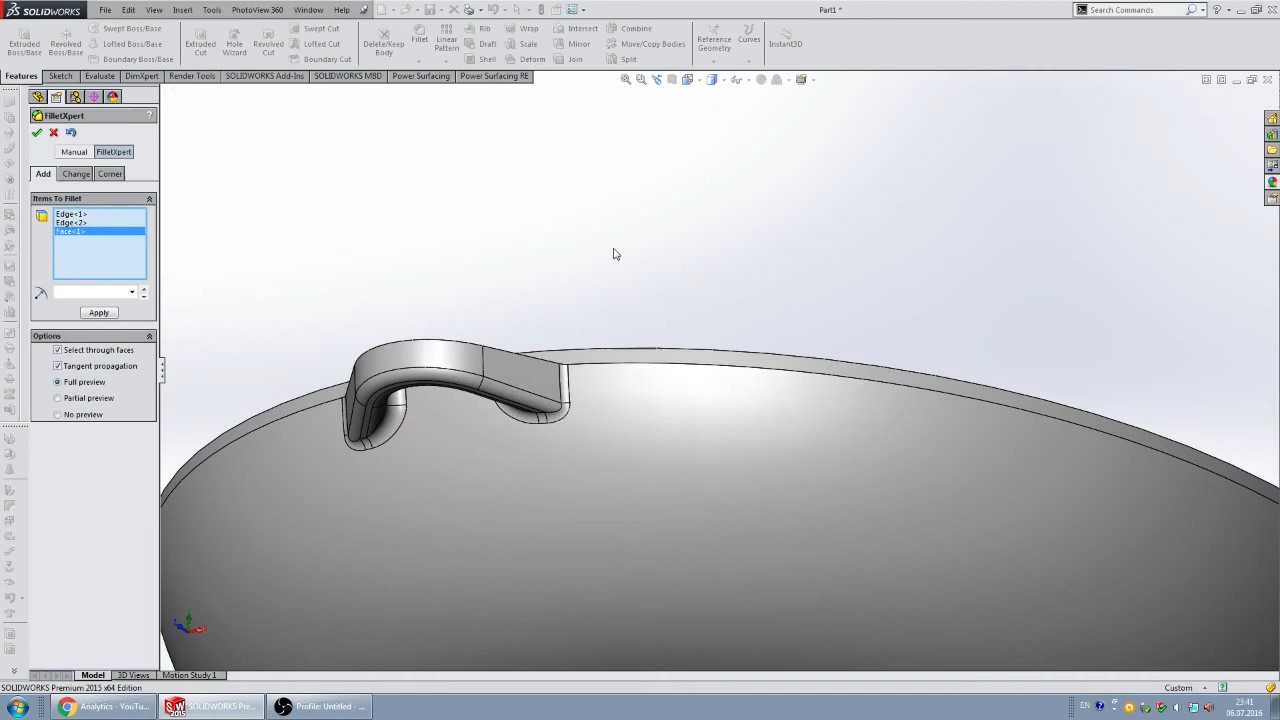 SOLIDWORKS File Edit View Insert Tools PhotoView 360 Window Help Part1 * Search Commands
Extruded Boss/Base Revolved Boss/Base Swept Boss/Base Lofted Boss/Base Boundary Boss/Base Extruded Cut Hole Wizard Revolved Cut Swept Cut Lofted Cut Boundary Cut Delete/Keep Body Fillet Linear Pattern Rib Draft Shell Wrap Scale Deform Intersect Mirror Join Combine Move/Copy Bodies Split Reference Geometry Curves Instant3D
Features Sketch Evaluate DimXpert Render Tools SOLIDWORKS Add-Ins SOLIDWORKS MBD Power Surfacing Power Surfacing RE
FilletXpert ?
Manual FilletXpert
Add Change Corner
Items To Fillet
Edge<1>
Edge<2>
Face<1>
Apply
Options
Select through faces
Tangent propagation
Full preview
Partial preview
No preview
Model 3D Views Motion Study 1
SOLIDWORKS Premium 2015 x64 Edition Custom
Analytics - YouTu... SOLIDWORKS Pre... Profile: Untitled - ... EN 23:41
06.07.2016